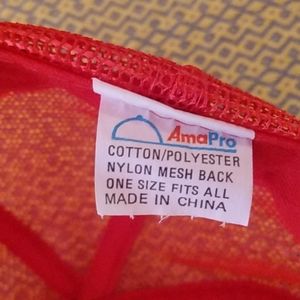 AmaPro
COTTON/POLYESTER
NYLON MESH BACK
ONE SIZE FITS ALL
MADE IN CHINA